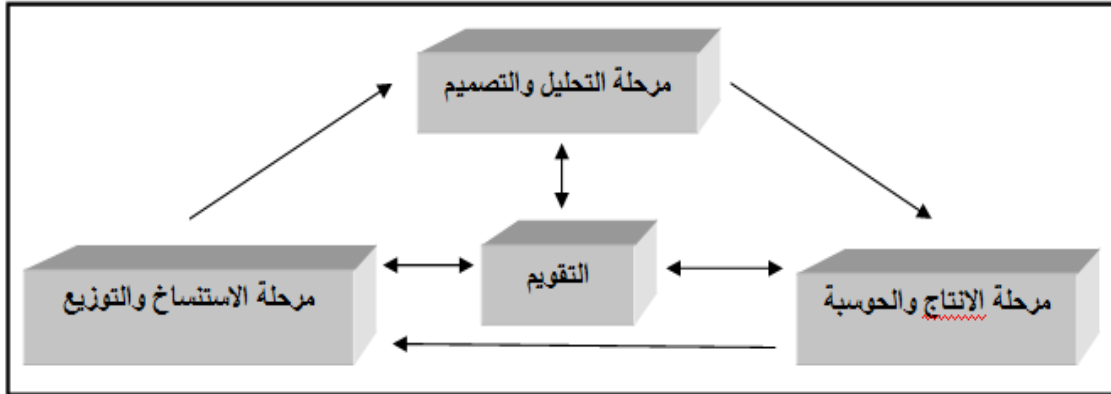 مرحلة التحليل والتصميم
التقويم
مرحلة الانتاج والحوسبة
مرحلة الاستنساخ والتوزيع